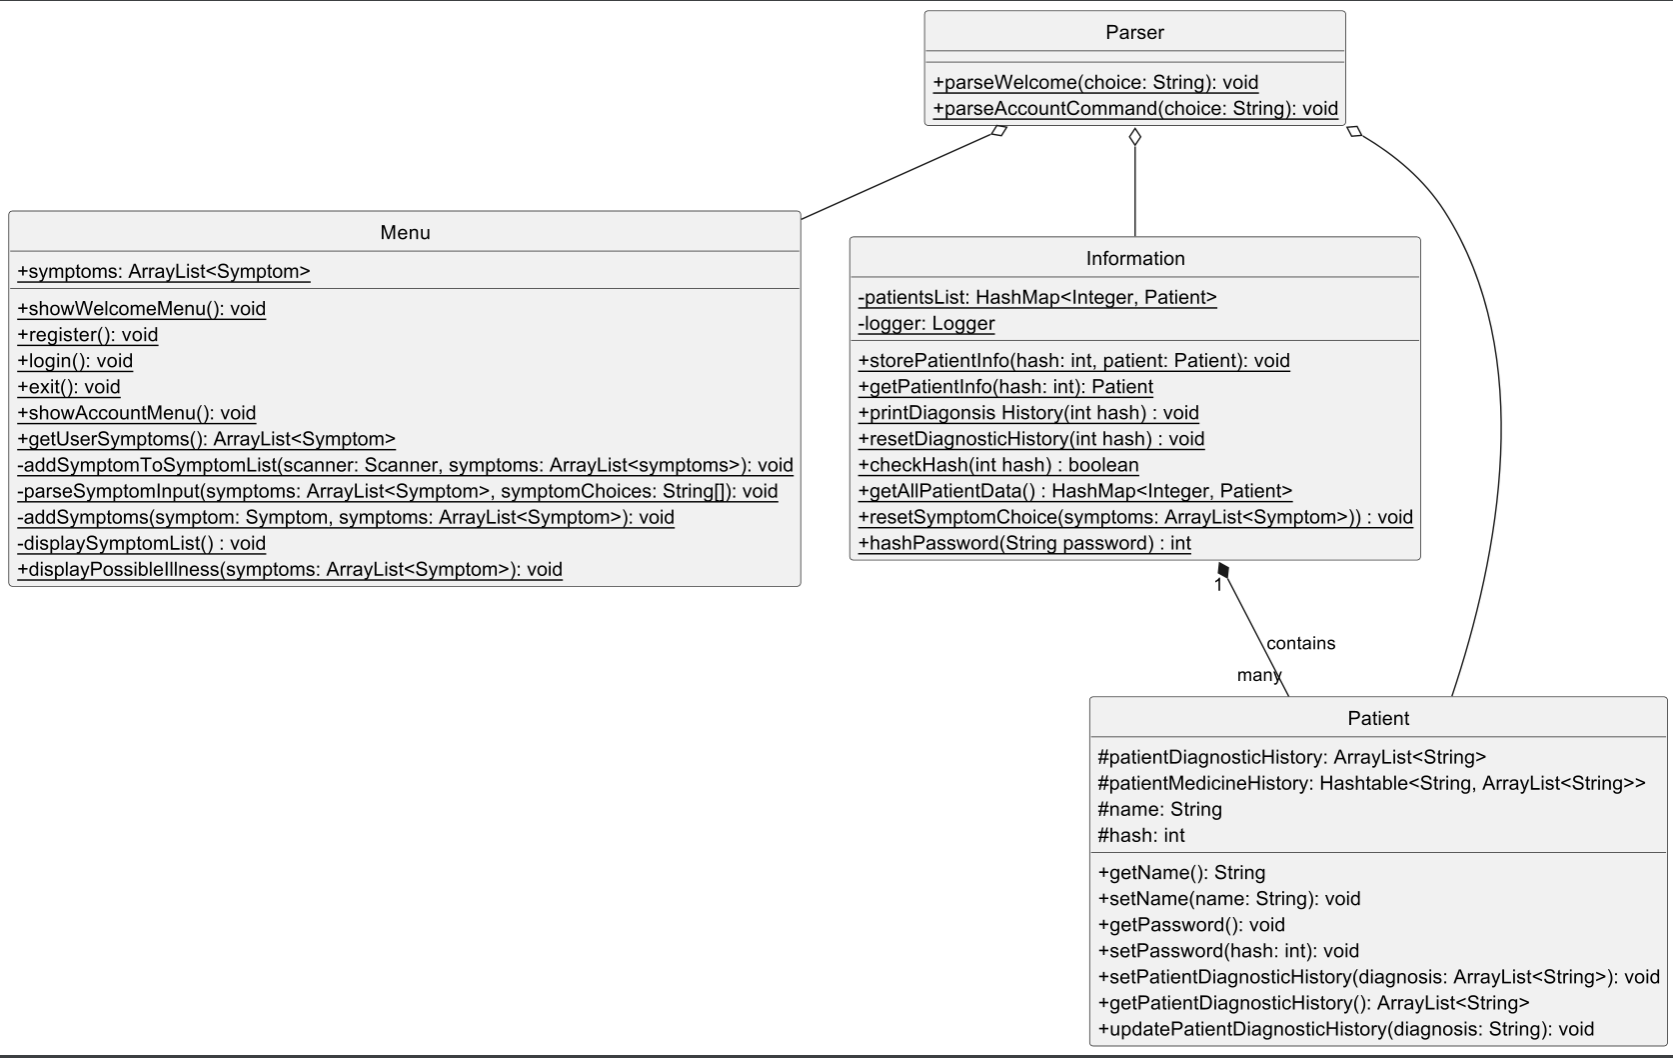 Parser
+parseWelcome(choice: String): void
+parseAccountCommand(choice: String): void
Menu
+symptoms: ArrayList<Symptom>
+showWelcomeMenu(): void
+register(): void
+login(): void
+exit(): void
+showAccountMenu(): void
+getUserSymptoms(): ArrayList<Symptom>
-addSymptomToSymptomList(scanner: Scanner, symptoms: ArrayList<symptoms>): void
-parseSymptomInput(symptoms: ArrayList<Symptom>, symptomChoices: String[]): void
-addSymptoms(symptom: Symptom, symptoms: ArrayList<Symptom>): void
-displaySymptomList() : void
+displayPossibleIllness(symptoms: ArrayList<Symptom>): void
Information
-patientsList: HashMap<Integer, Patient>
-logger: Logger
+storePatientInfo(hash: int, patient: Patient): void
+getPatientInfo(hash: int): Patient
+printDiagonsis History(int hash) : void
+resetDiagnosticHistory(int hash) : void
+checkHash(int hash) : boolean
+getAllPatientData() : HashMap<Integer, Patient>
+resetSymptomChoice(symptoms: ArrayList<Symptom>)) : void
+hashPassword(String password) : int
1
contains
many
Patient
#patientDiagnosticHistory: ArrayList<String>
#patientMedicineHistory: Hashtable<String, ArrayList<String>>
#name: String
#hash: int
+getName(): String
+setName(name: String): void
+getPassword(): void
+setPassword(hash: int): void
+setPatientDiagnosticHistory(diagnosis: ArrayList<String>): void
+getPatientDiagnosticHistory(): ArrayList<String>
+updatePatientDiagnosticHistory(diagnosis: String): void